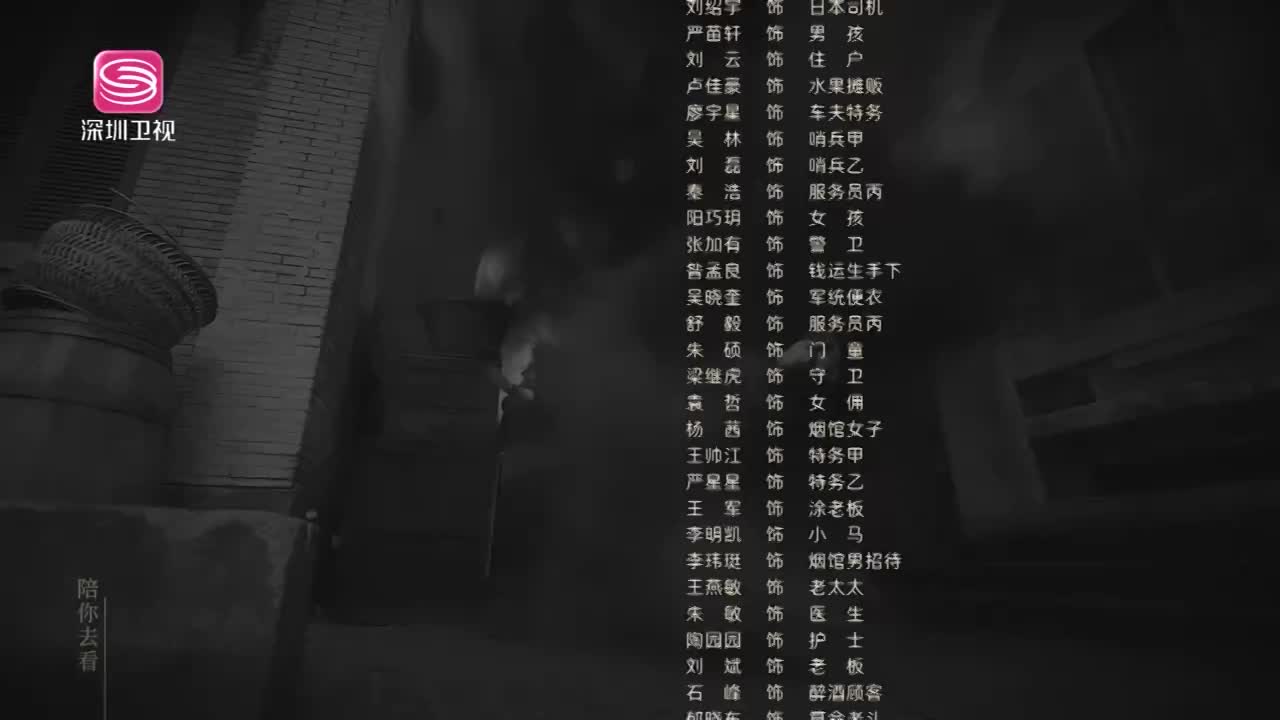 深圳卫视
刘绍宇 饰 日本司机
严苗轩 饰 男孩
刘云 饰 住户
卢佳豪 饰 水果摊贩
廖宇星 饰 车夫特务
吴林 饰 哨兵甲
刘磊 饰 哨兵乙
秦浩 饰 服务员丙
阳巧玥 饰 女孩
张加有 饰 警卫
昝孟良 饰 钱运生手下
吴晓奎 饰 军统便衣
舒毅 饰 服务员丙
朱硕 饰 门童
梁继虎 饰 守卫
袁哲 饰 女佣
杨茜 饰 烟馆女子
王帅江 饰 特务甲
严星星 饰 特务乙
王军 饰 涂老板
李明凯 饰 小马
李玮珽 饰 烟馆男招待
王燕敏 饰 老太太
朱敏 饰 医生
陶园园 饰 护士
刘斌 饰 老板
石峰 饰 醉酒顾客
饰
陪你去看